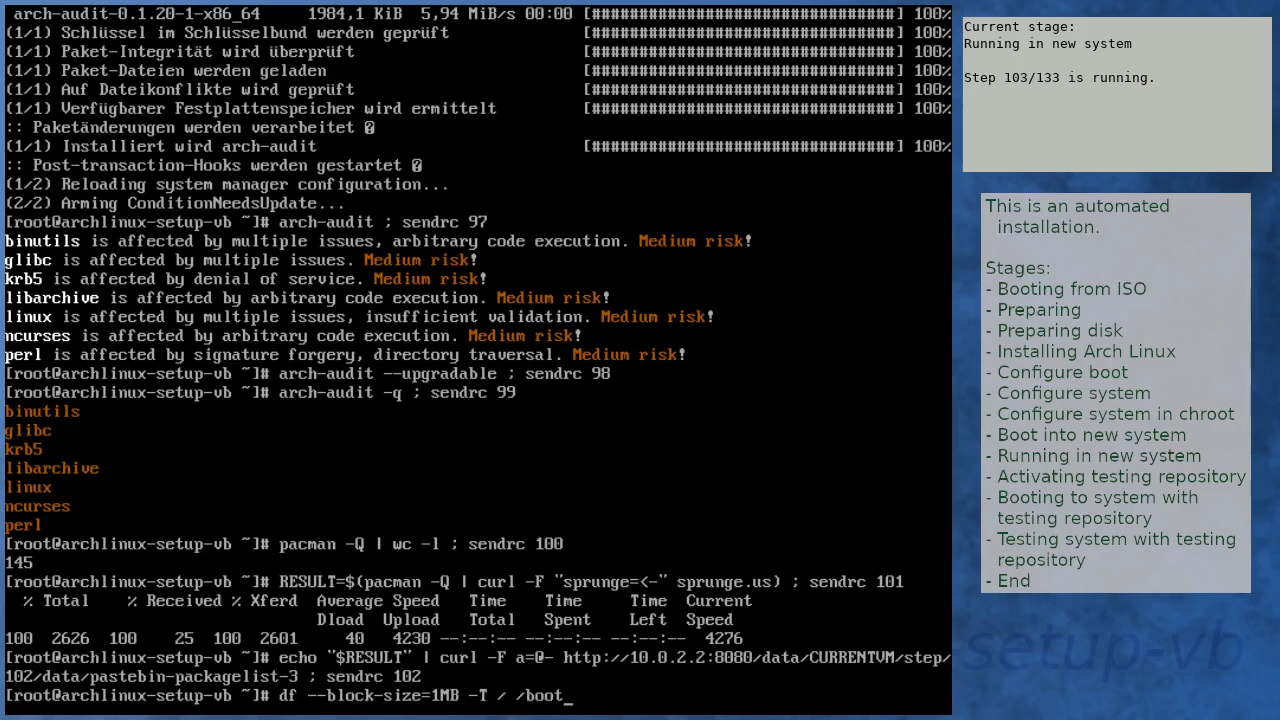 arch-audit-0.1.20-1-x86_64      1984,1 KiB  5,94 MiB/s 00:00 [################################] 100%
(1/1) Schlüssel im Schlüsselbund werden geprüft                 [################################] 100%
(1/1) Paket-Integrität wird überprüft                           [################################] 100%
(1/1) Paket-Dateien werden geladen                              [################################] 100%
(1/1) Auf Dateikonflikte wird geprüft                           [################################] 100%
(1/1) Verfügbarer Festplattenspeicher wird ermittelt            [################################] 100%
:: Paketänderungen werden verarbeitet �
(1/1) Installiert wird arch-audit                               [################################] 100%
:: Post-transaction-Hooks werden gestartet �
(1/2) Reloading system manager configuration...
(2/2) Arming ConditionNeedsUpdate...
[root@archlinux-setup-vb ~]# arch-audit ; sendrc 97
binutils is affected by multiple issues, arbitrary code execution. Medium risk!
glibc is affected by multiple issues. Medium risk!
krb5 is affected by denial of service. Medium risk!
libarchive is affected by arbitrary code execution. Medium risk!
linux is affected by multiple issues, insufficient validation. Medium risk!
ncurses is affected by arbitrary code execution. Medium risk!
perl is affected by signature forgery, directory traversal. Medium risk!
[root@archlinux-setup-vb ~]# arch-audit --upgradable ; sendrc 98
[root@archlinux-setup-vb ~]# arch-audit -q ; sendrc 99
binutils
glibc
krb5
libarchive
linux
ncurses
perl
[root@archlinux-setup-vb ~]# pacman -Q | wc -l ; sendrc 100
145
[root@archlinux-setup-vb ~]# RESULT=$(pacman -Q | curl -F "sprunge=<-" sprunge.us) ; sendrc 101
  % Total    % Received % Xferd  Average Speed   Time    Time     Time  Current
                                 Dload  Upload   Total   Spent    Left  Speed
100  2626  100    25  100  2601     40   4230 --:--:-- --:--:-- --:--:--  4276
[root@archlinux-setup-vb ~]# echo "$RESULT" | curl -F a=@- http://10.0.2.2:8080/data/CURRENTVM/step/
102/data/pastebin-packagelist-3 ; sendrc 102
[root@archlinux-setup-vb ~]# df --block-size=1MB -T / /boot_
Current stage:
Running in new system
Step 103/133 is running.
This is an automated
installation.
Stages:
- Booting from ISO
- Preparing
- Preparing disk
- Installing Arch Linux
- Configure boot
- Configure system
- Configure system in chroot
- Boot into new system
- Running in new system
- Activating testing repository
- Booting to system with
testing repository
- Testing system with testing
repository
- End
setup-vb